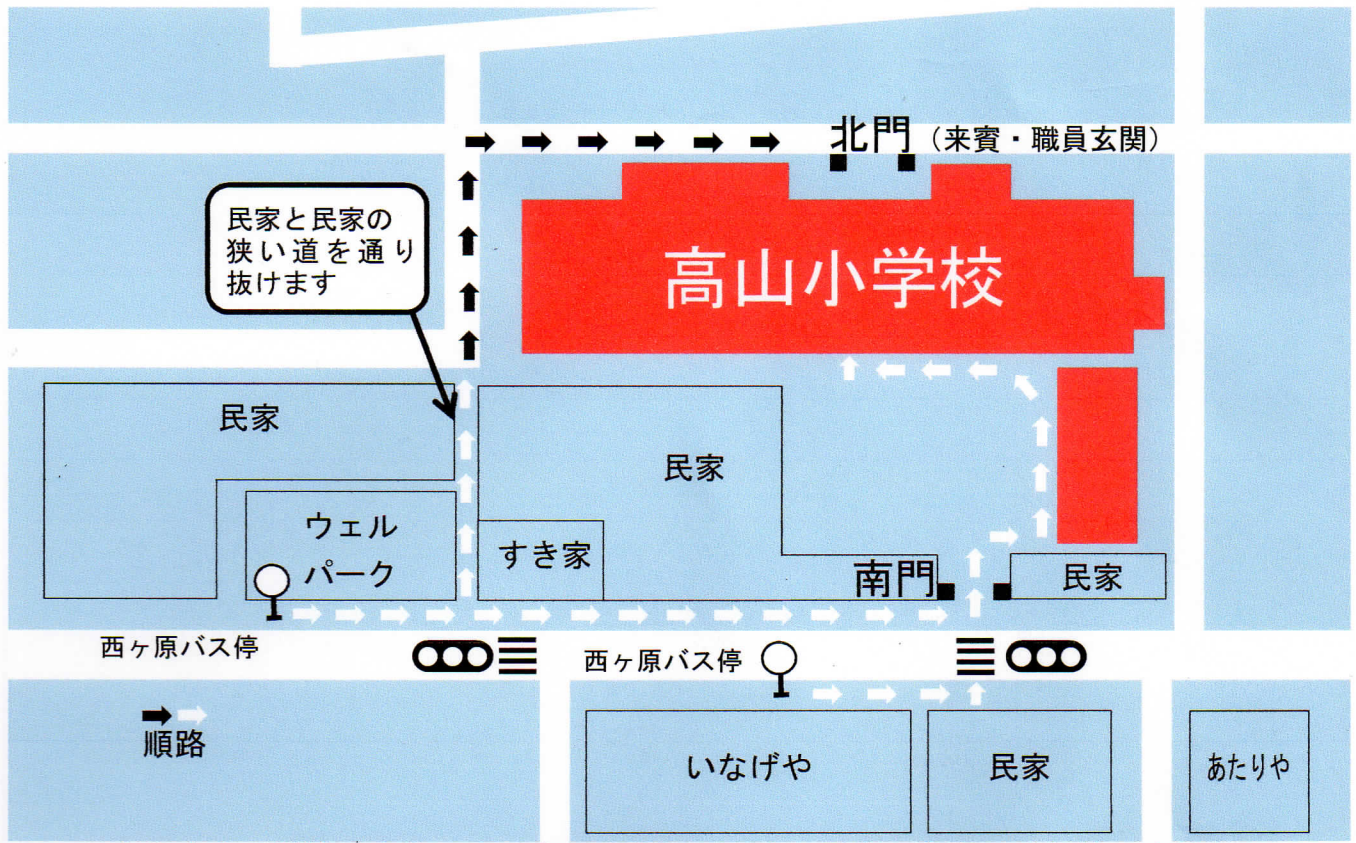 北門（来賓・職員玄関）
民家と民家の
狭い道を通り
抜けます
高山小学校
民家
民家
ウェル
パーク
すき家
南門
民家
西ヶ原バス停
西ヶ原バス停
順路
いなげや
民家
あたりや